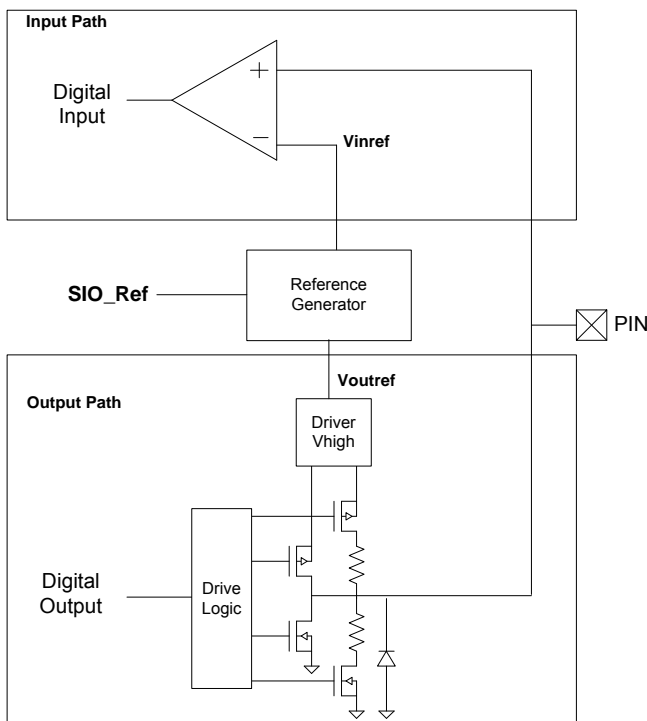 Input Path
Digital
Input
+
−
Vinref
Reference
Generator
SIO_Ref
PIN
Voutref
Output Path
Driver
Vhigh
Digital
Output
Drive
Logic